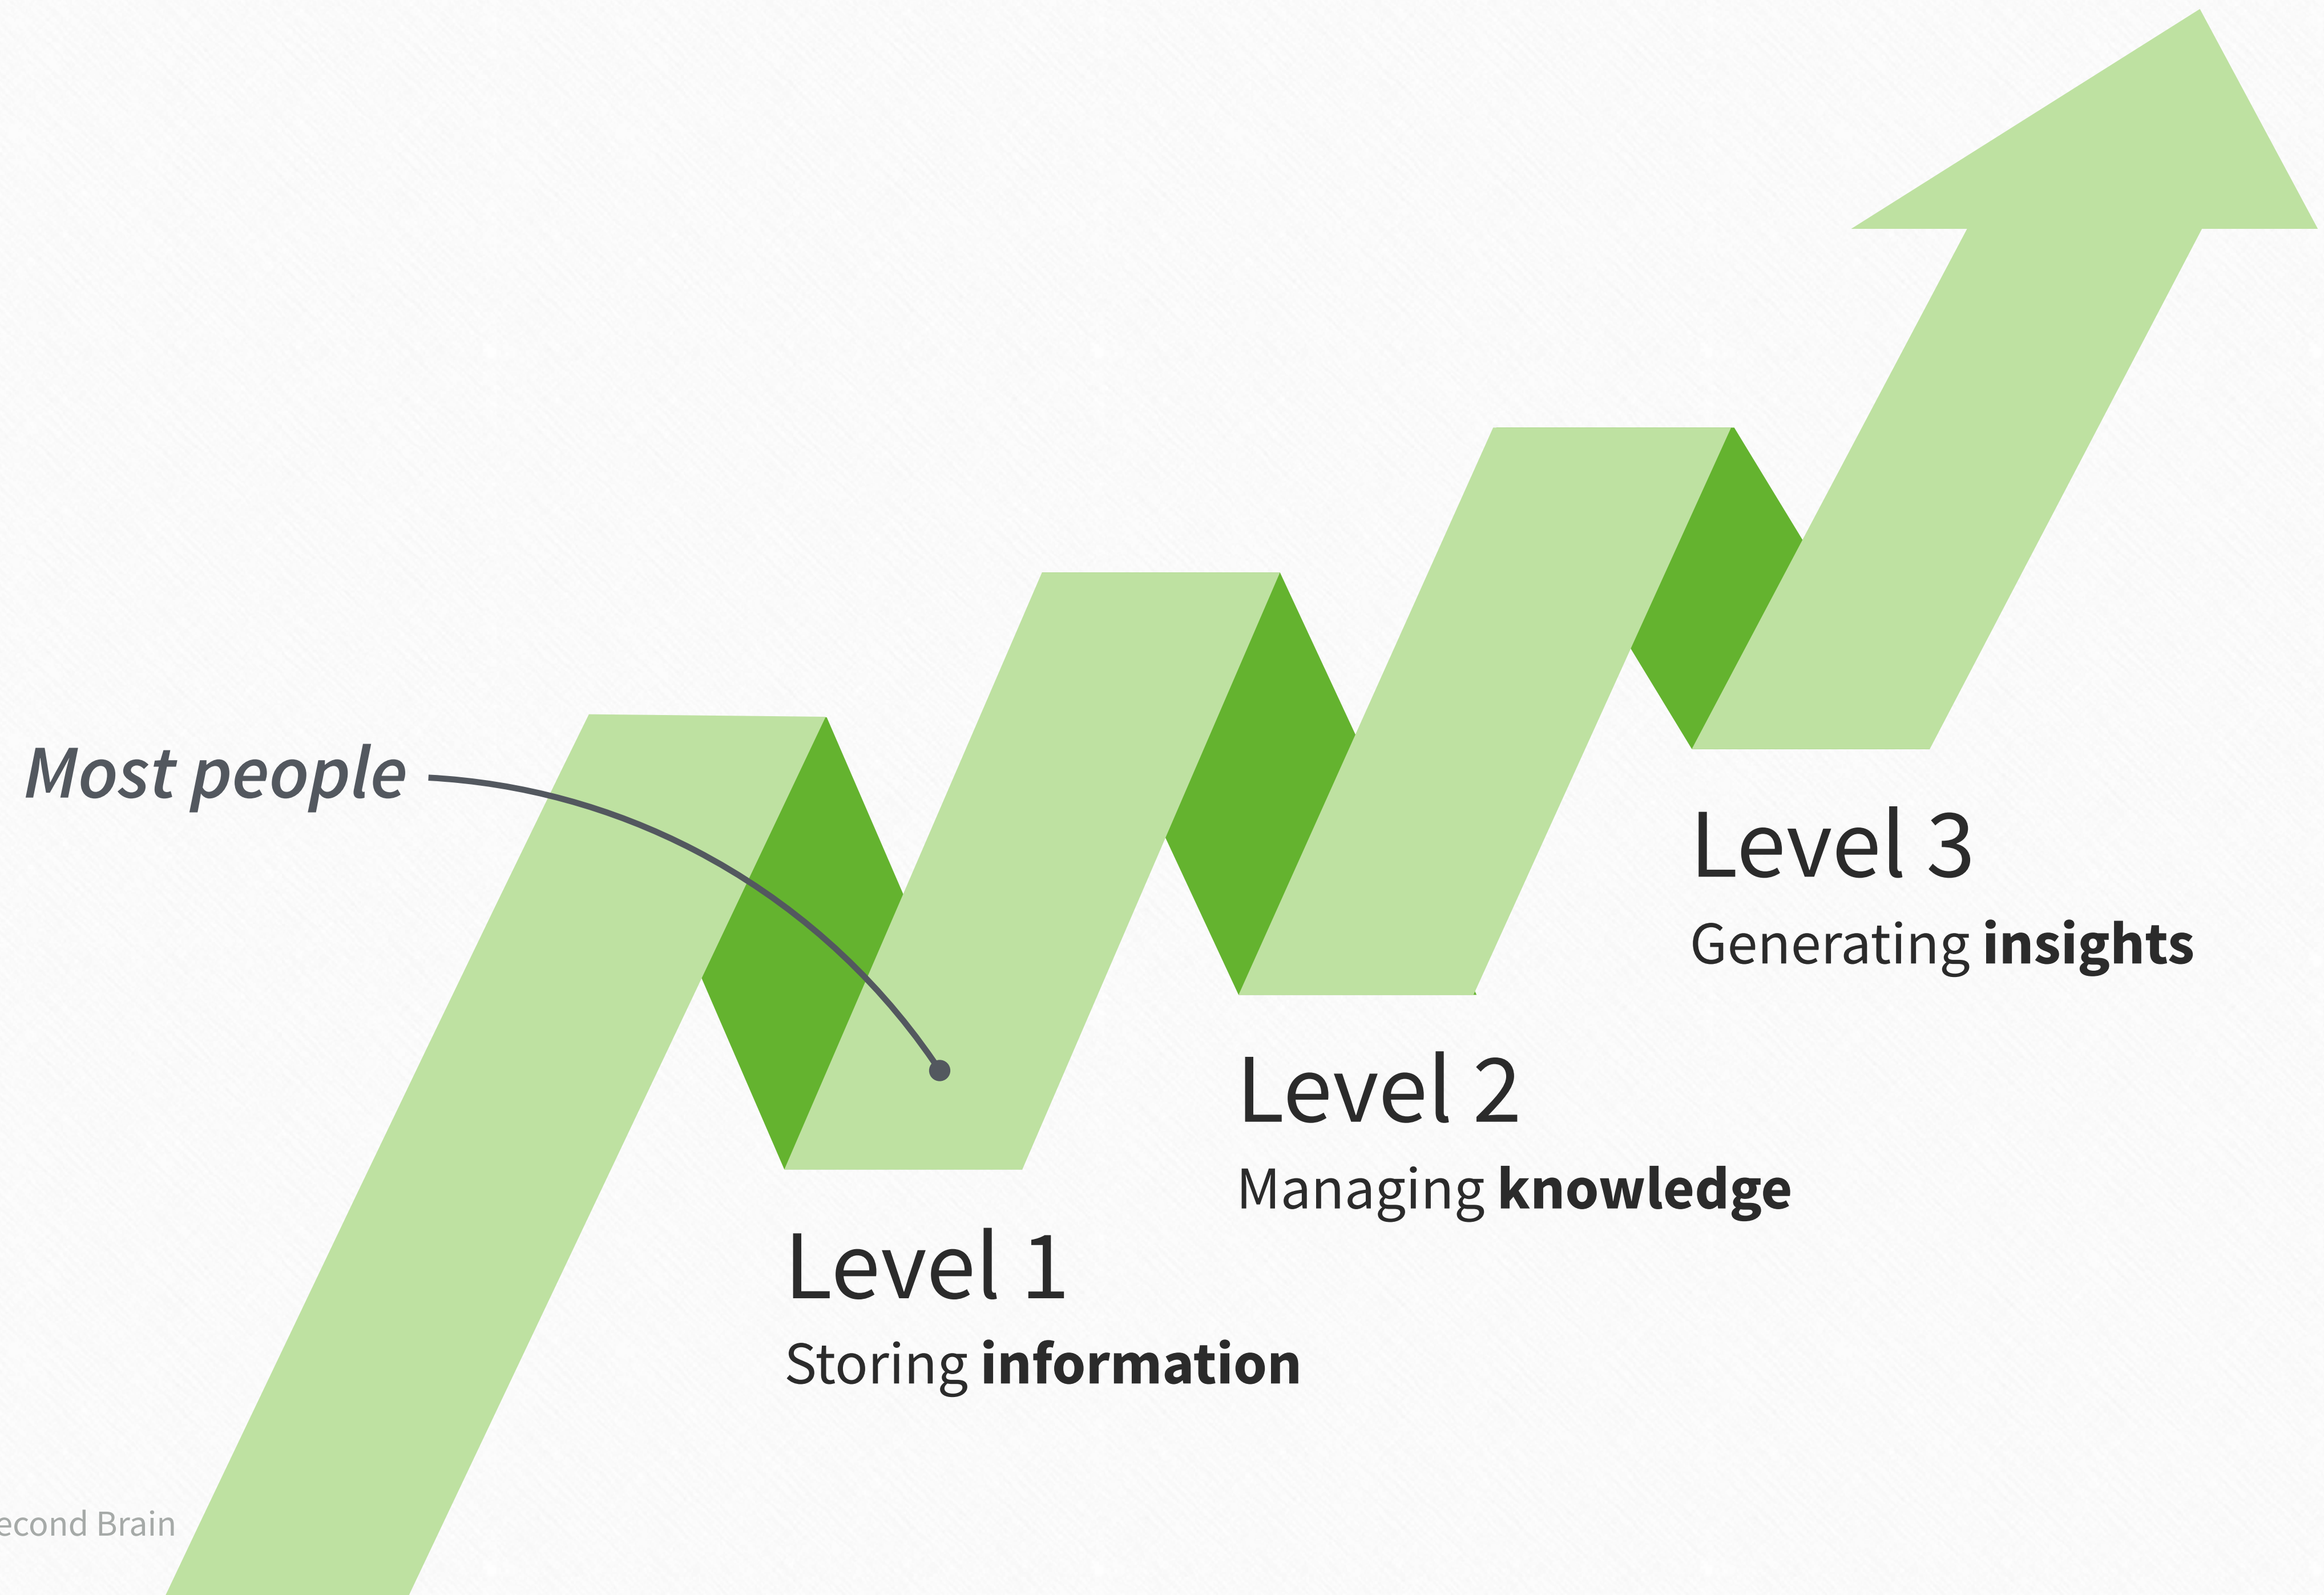 Most people
Level 3
Generating insights
Level 2
Managing knowledge
Level 1
Storing information
econd Brain